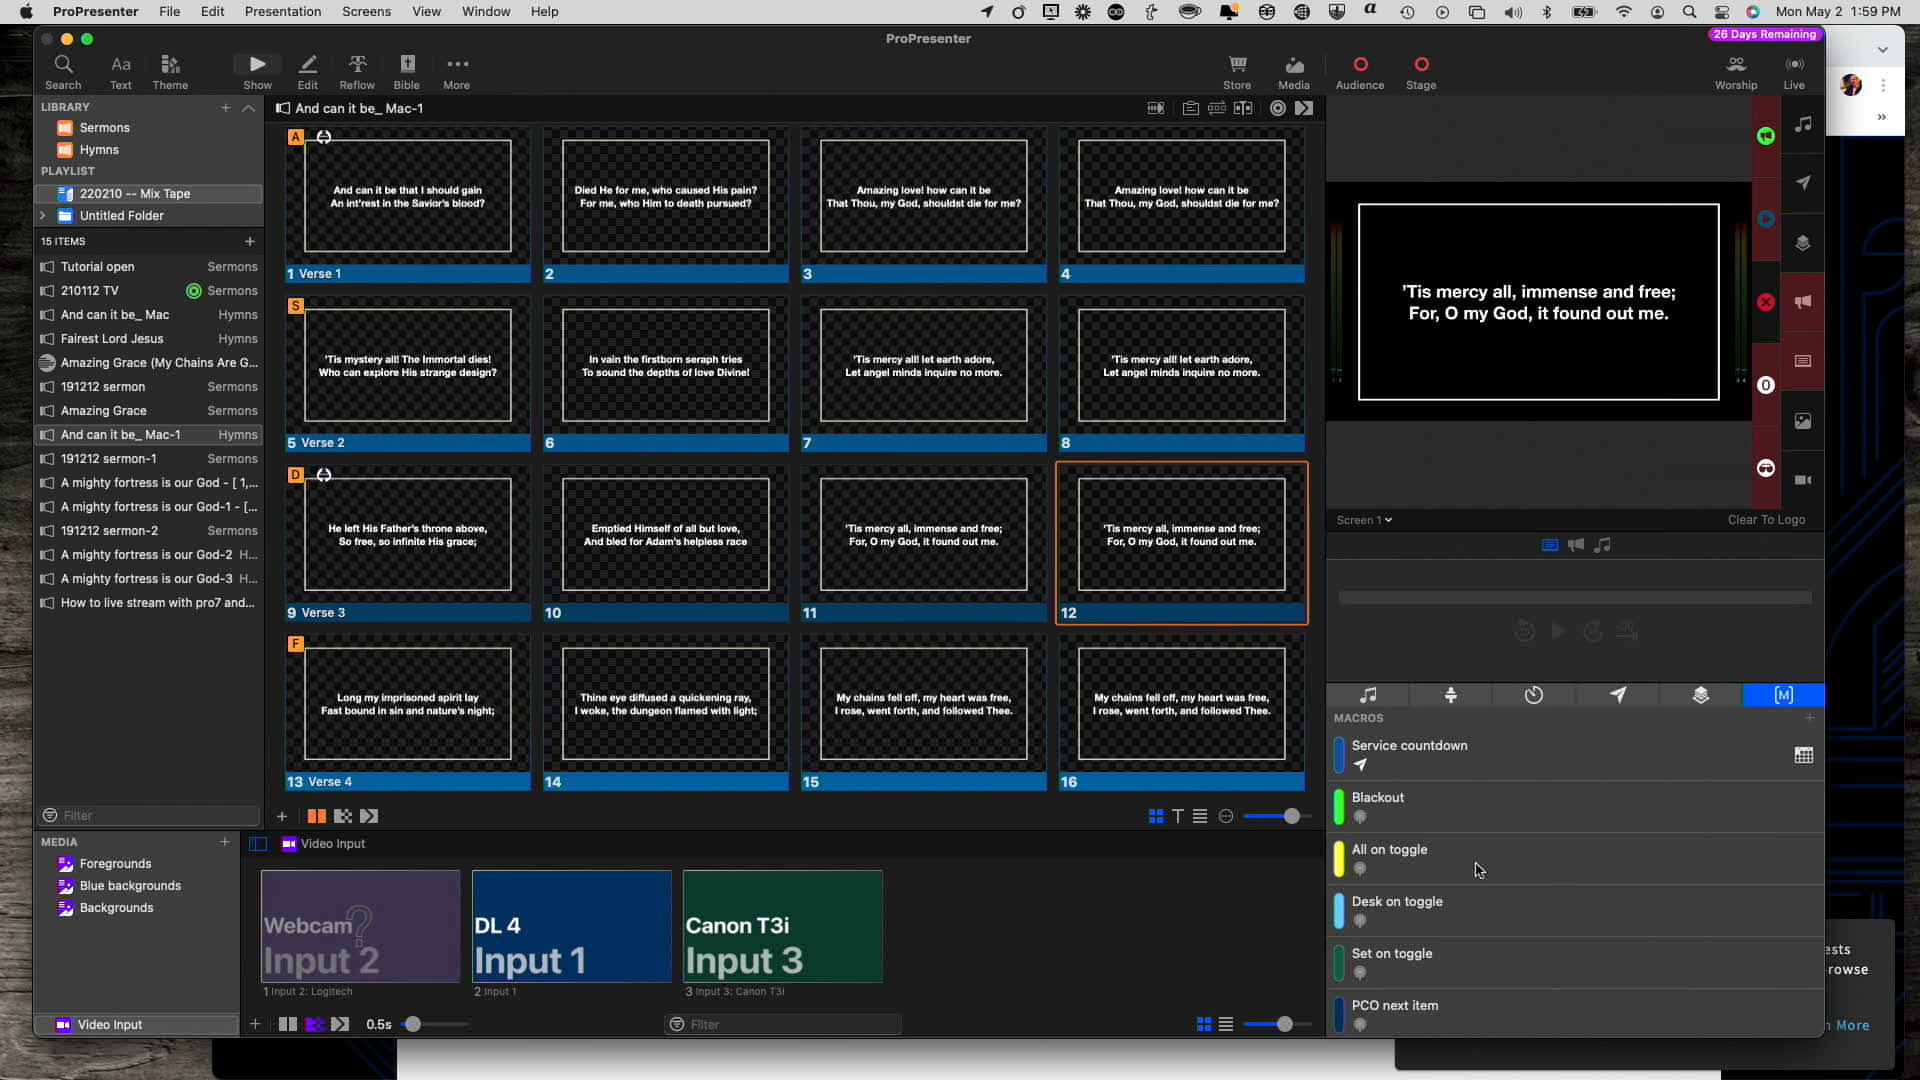 ProPresenter File Edit Presentation Screens View Window Help
Mon May 2 1:59 PM
ProPresenter
26 Days Remaining
Search Text Theme Show Edit Reflow Bible More
Store Media Audience Stage Worship Live
LIBRARY
Sermons
Hymns
PLAYLIST
220210 -- Mix Tape
Untitled Folder
15 ITEMS
Tutorial open Sermons
210112 TV Sermons
And can it be_ Mac Hymns
Fairest Lord Jesus Hymns
Amazing Grace (My Chains Are G...
191212 sermon Sermons
Amazing Grace Sermons
And can it be_ Mac-1 Hymns
191212 sermon-1 Sermons
A mighty fortress is our God - [ 1,...
A mighty fortress is our God-1 - [...
191212 sermon-2 Sermons
A mighty fortress is our God-2 H...
A mighty fortress is our God-3 H...
How to live stream with pro7 and...
Filter
And can it be_ Mac-1
A
And can it be that I should gain
An int'rest in the Savior's blood?
1 Verse 1
Died He for me, who caused His pain?
For me, who Him to death pursued?
2
Amazing love! how can it be
That Thou, my God, shouldst die for me?
3
Amazing love! how can it be
That Thou, my God, shouldst die for me?
4
S
'Tis mystery all! The Immortal dies!
Who can explore His strange design?
5 Verse 2
In vain the firstborn seraph tries
To sound the depths of love Divine!
6
'Tis mercy all! let earth adore,
Let angel minds inquire no more.
7
'Tis mercy all! let earth adore,
Let angel minds inquire no more.
8
D
He left His Father's throne above,
So free, so infinite His grace;
9 Verse 3
Emptied Himself of all but love,
And bled for Adam's helpless race
10
'Tis mercy all, immense and free;
For, O my God, it found out me.
11
'Tis mercy all, immense and free;
For, O my God, it found out me.
12
F
Long my imprisoned spirit lay
Fast bound in sin and nature's night;
13 Verse 4
Thine eye diffused a quickening ray,
I woke, the dungeon flamed with light;
14
My chains fell off, my heart was free,
I rose, went forth, and followed Thee.
15
My chains fell off, my heart was free,
I rose, went forth, and followed Thee.
16
'Tis mercy all, immense and free;
For, O my God, it found out me.
Screen 1
Clear To Logo
MACROS
Service countdown
Blackout
All on toggle
Desk on toggle
Set on toggle
PCO next item
MEDIA
Foregrounds
Blue backgrounds
Backgrounds
Video Input
Video Input
Webcam?
Input 2
1 Input 2: Logitech
DL 4
Input 1
2 Input 1
Canon T3i
Input 3
3 Input 3: Canon T3i
0.5s
Filter
ests
rowse
More